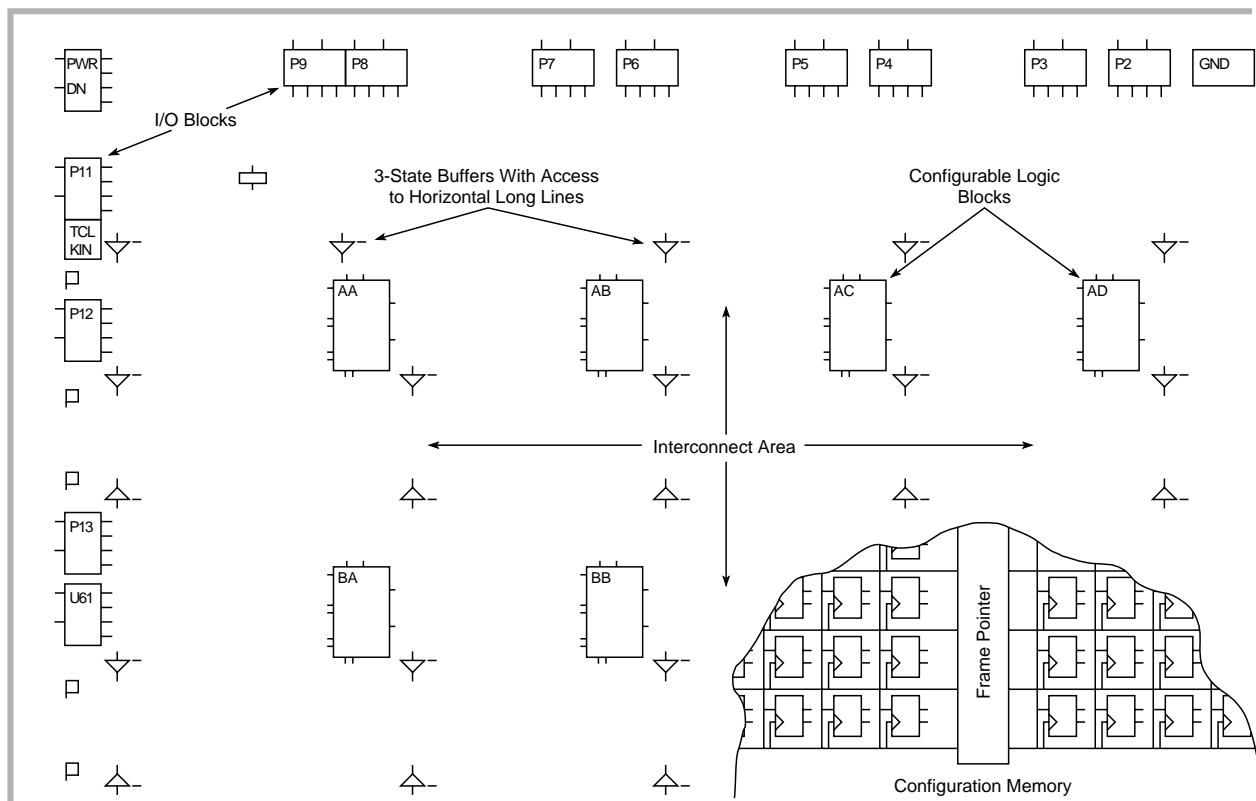 PWR
DN
P9
P8
P7
P6
P5
P4
P3
P2
GND
I/O Blocks
P11
3-State Buffers With Access
to Horizontal Long Lines
Configurable Logic
Blocks
TCL
KIN
AA
AB
AC
AD
P12
Interconnect Area
P13
BA
BB
U61
Frame Pointer
Configuration Memory